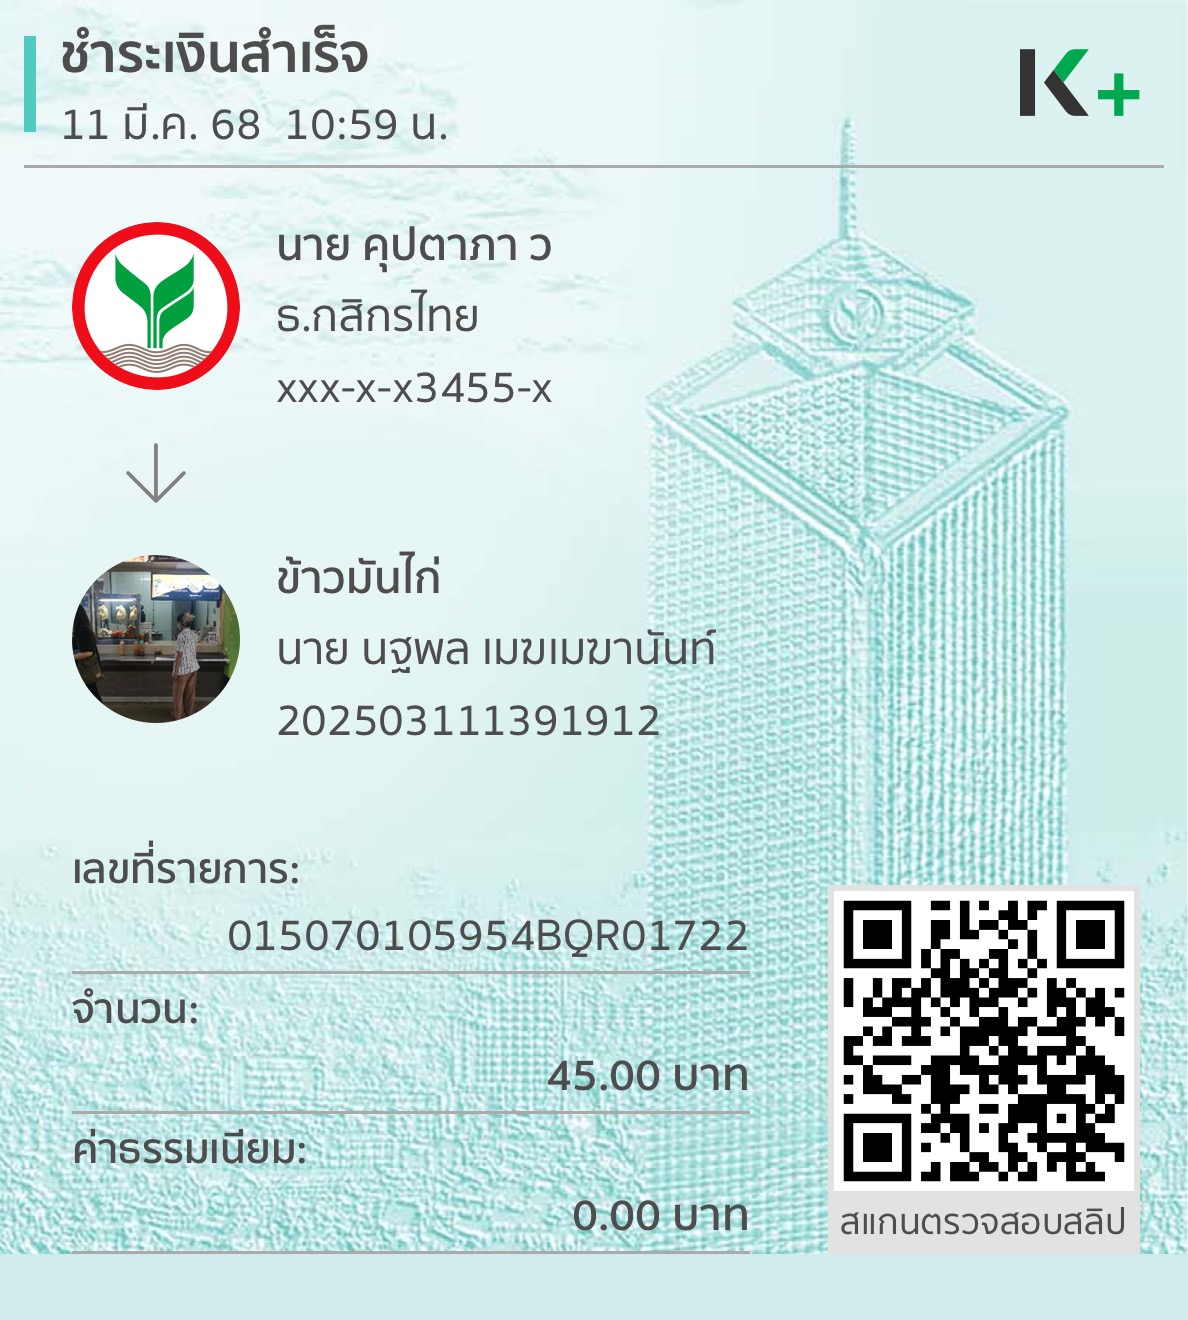 ชำระเงินสำเร็จ
11 มี.ค. 68  10:59 น.
K+
นาย คุปตาภา ว
ธ.กสิกรไทย
xxx-x-x3455-x
ข้าวมันไก่
นาย นฐพล เมฆเมฆานันท์
202503111391912
เลขที่รายการ:
015070105954BQR01722
จำนวน:
45.00 บาท
ค่าธรรมเนียม:
0.00 บาท
สแกนตรวจสอบสลิป